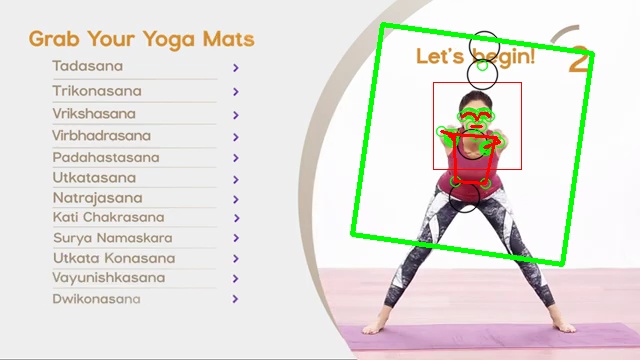 Grab Your Yoga Mats
Tadasana
Trikonasana
Vrikshasana
Virbhadrasana
Padahastasana
Utkatasana
Natrajasana
Kati Chakrasana
Surya Namaskara
Utkata Konasana
Vayunishkasana
Dwikonasana
Let's begin!
2